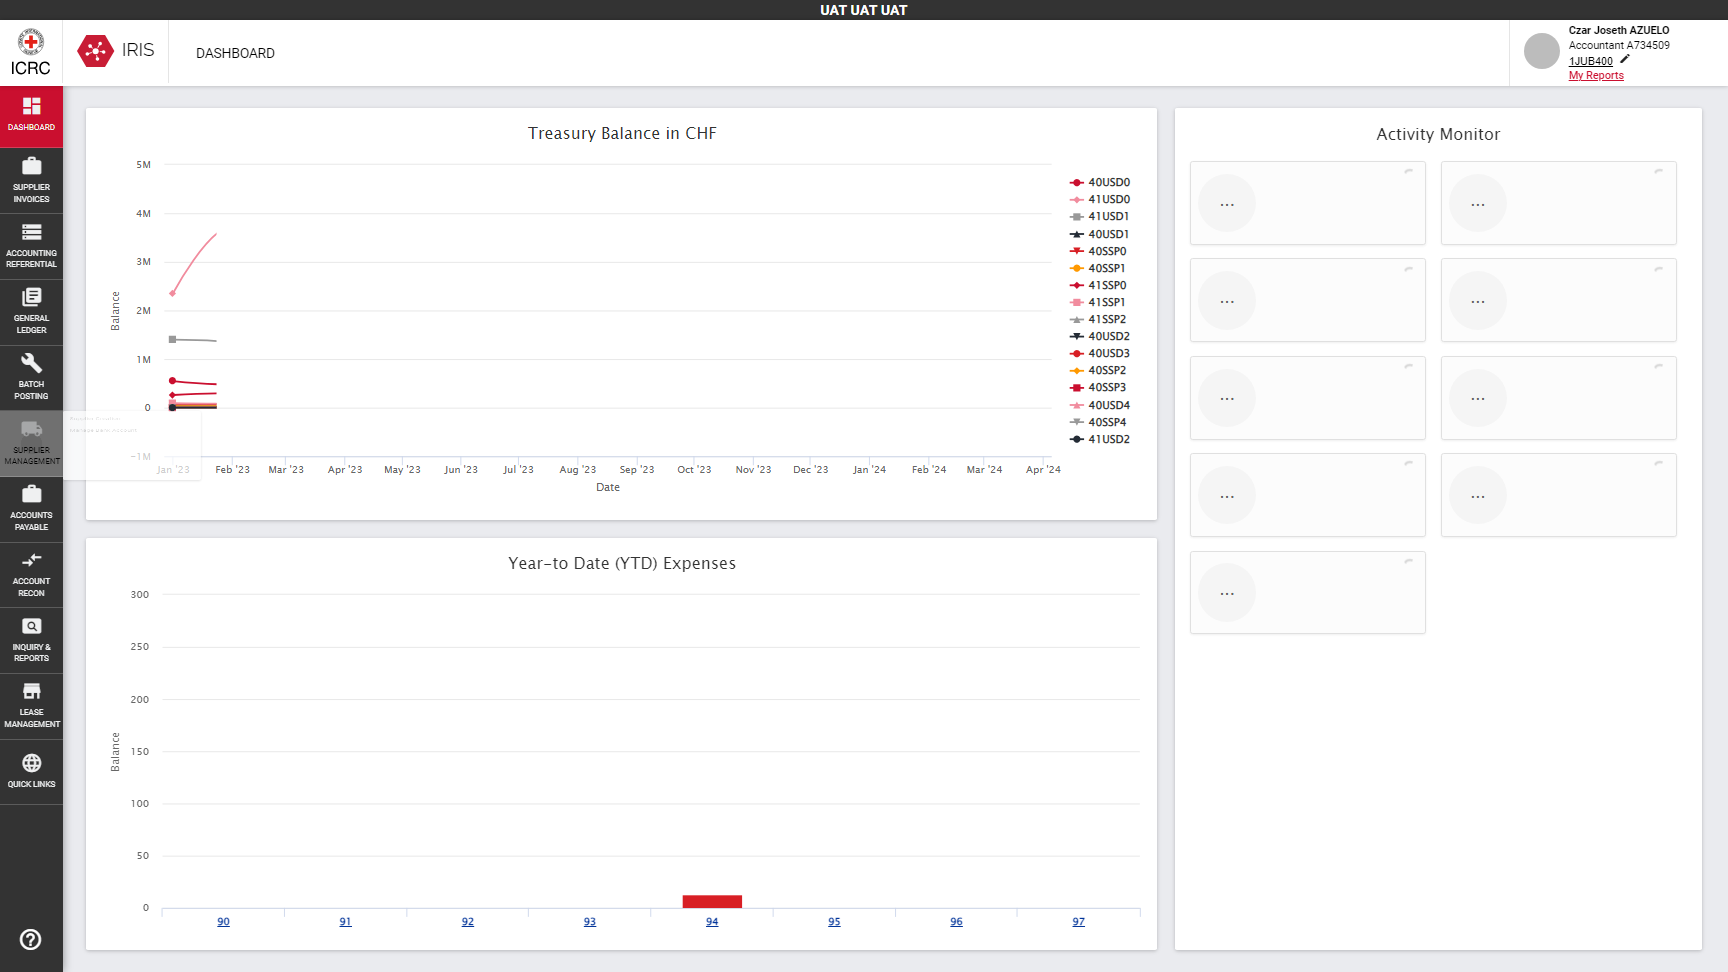 UAT UAT UAT
ICRC
IRIS
DASHBOARD
Czar Joseth AZUELO
Accountant A734509
1JUB400
My Reports
DASHBOARD
SUPPLIER
INVOICES
ACCOUNTING
REFERENTIAL
GENERAL
LEDGER
BATCH
POSTING
SUPPLIER
MANAGEMENT
ACCOUNTS
PAYABLE
ACCOUNT
RECON
INQUIRY &
REPORTS
LEASE
MANAGEMENT
QUICK LINKS
Treasury Balance in CHF
5M
4M
3M
2M
1M
0
-1M
Balance
Jan '23 Feb '23 Mar '23 Apr '23 May '23 Jun '23 Jul '23 Aug '23 Sep '23 Oct '23 Nov '23 Dec '23 Jan '24 Feb '24 Mar '24 Apr '24
Date
40USD0
41USD0
41USD1
40USD1
40SSP0
40SSP1
41SSP0
41SSP1
41SSP2
40USD2
40USD3
40SSP2
40SSP3
40USD4
40SSP4
41USD2
Year-to Date (YTD) Expenses
300
250
200
150
100
50
0
Balance
90 91 92 93 94 95 96 97
Activity Monitor
... ...
... ...
... ...
... ...
...